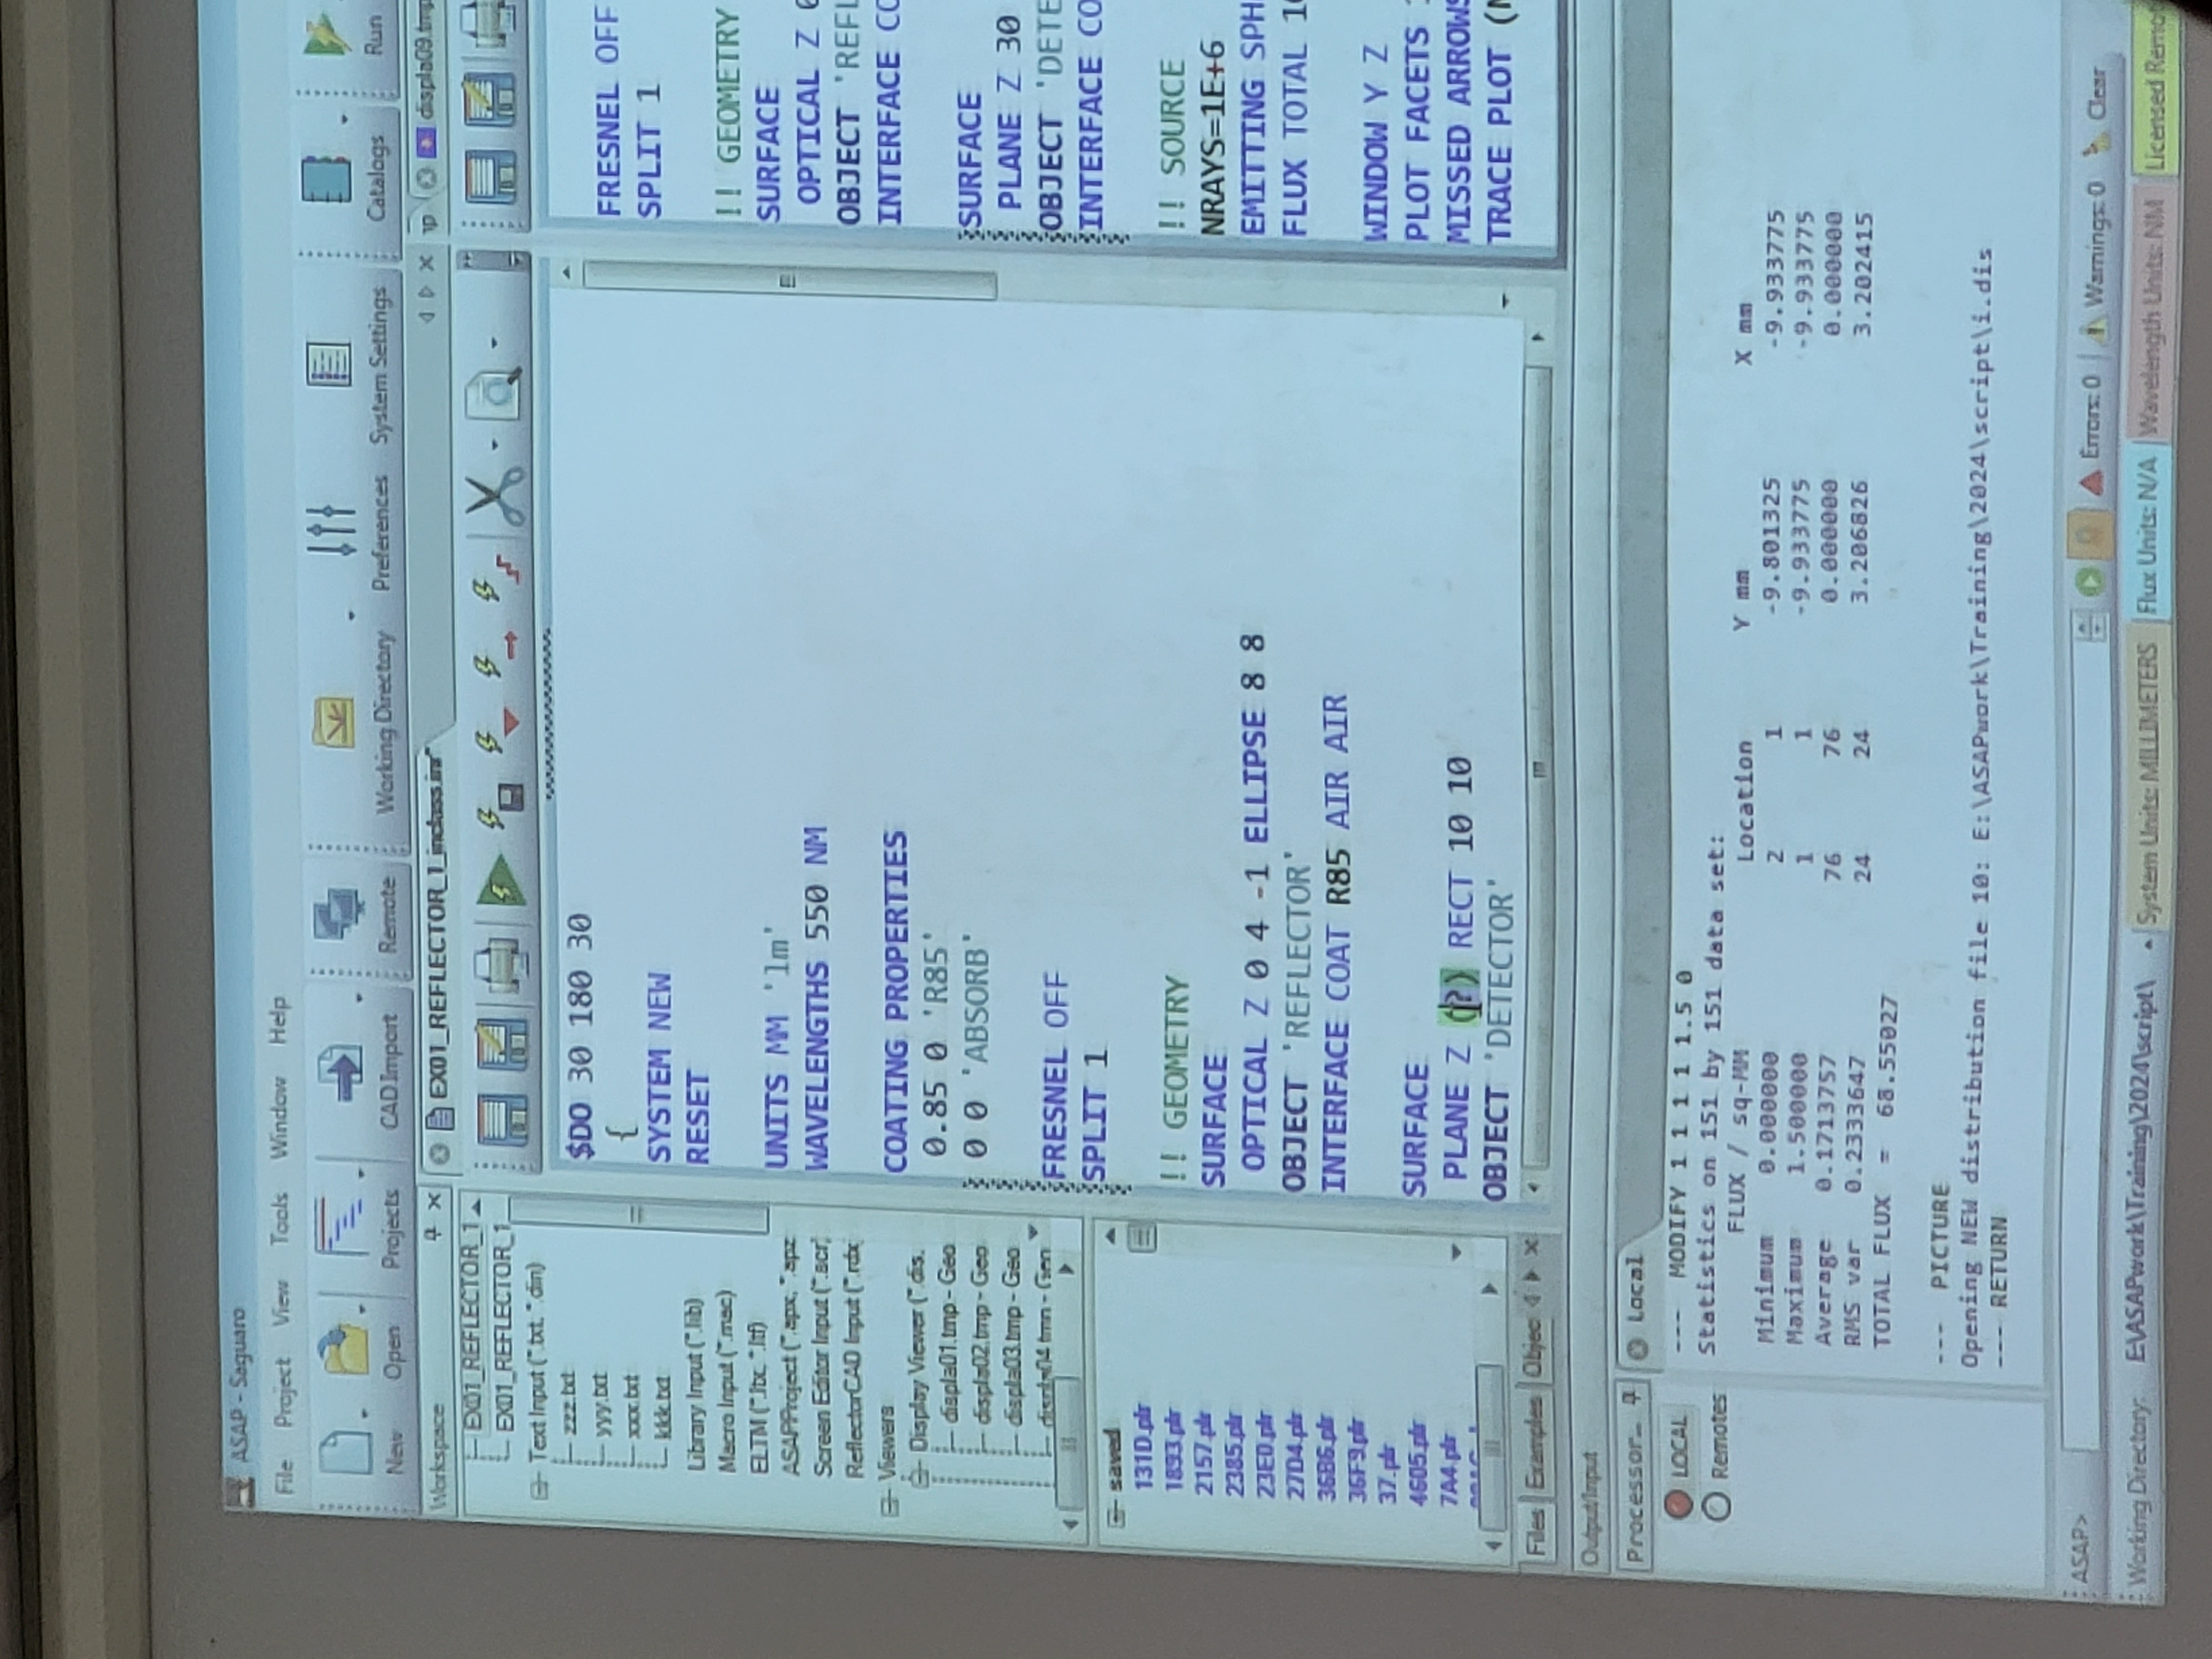 ASAP - Saguaro
File Project View Tools Window Help
New Open Projects CAD Import Remote Working Directory Preferences System Settings Catalogs Run
Workspace
EX01_REFLECTOR_1
EX01_REFLECTOR_1
Text Input (*.txt, *.din)
zzz.txt
yyy.txt
xxx.txt
kkk.txt
Library Input (*.lib)
Macro Input (*.mac)
ELTM (*.ltx, *.ltf)
ASAPProject (*.apx, *.apz
Screen Editor Input (*.scr)
ReflectorCAD Input (*.rdx
Viewers
Display Viewer (*.dis,
displa01.tmp - Geo
displa02.tmp - Geo
displa03.tmp - Geo
displa04.tmp - Gen
saved
131D.plr
1893.plr
2157.plr
2385.plr
23E0.plr
27D4.plr
36B6.plr
36F9.plr
37.plr
4605.plr
7A4.plr
Files Examples Objec
EX01_REFLECTOR_1_inclass.inr*
$DO 30 180 30
{
SYSTEM NEW
RESET
UNITS MM 'lm'
WAVELENGTHS 550 NM
COATING PROPERTIES
0.85 0 'R85'
0 0 'ABSORB'
FRESNEL OFF
SPLIT 1
!! GEOMETRY
SURFACE
OPTICAL Z 0 4 -1 ELLIPSE 8 8
OBJECT 'REFLECTOR'
INTERFACE COAT R85 AIR AIR
SURFACE
PLANE Z (?) RECT 10 10
OBJECT 'DETECTOR'
displa09.tmp
FRESNEL OFF
SPLIT 1
!! GEOMETRY
SURFACE
OPTICAL Z 0
OBJECT 'REFL
INTERFACE CO
SURFACE
PLANE Z 30
OBJECT 'DETE
INTERFACE CO
!! SOURCE
NRAYS=1E+6
EMITTING SPH
FLUX TOTAL 10
WINDOW Y Z
PLOT FACETS
MISSED ARROWS
TRACE PLOT (N
Output/Input
Processor...
LOCAL
Remotes
Local
--- MODIFY 1 1 1 1 1.5 0
Statistics on 151 by 151 data set:
FLUX / sq-MM Location Y mm X mm
Minimum 0.000000 2 1 -9.801325 -9.933775
Maximum 1.500000 1 1 -9.933775 -9.933775
Average 0.1713757 76 76 0.000000 0.000000
RMS var 0.2333647 24 24 3.206826 3.202415
TOTAL FLUX = 68.55027
--- PICTURE
Opening NEW distribution file 10: E:\ASAPwork\Training\2024\script\i.dis
--- RETURN
ASAP>
Errors: 0 Warnings: 0 Clear
Working Directory: E:\ASAPwork\Training\2024\script\ System Units: MILLIMETERS Flux Units: N/A Wavelength Units: NM Licensed Remo